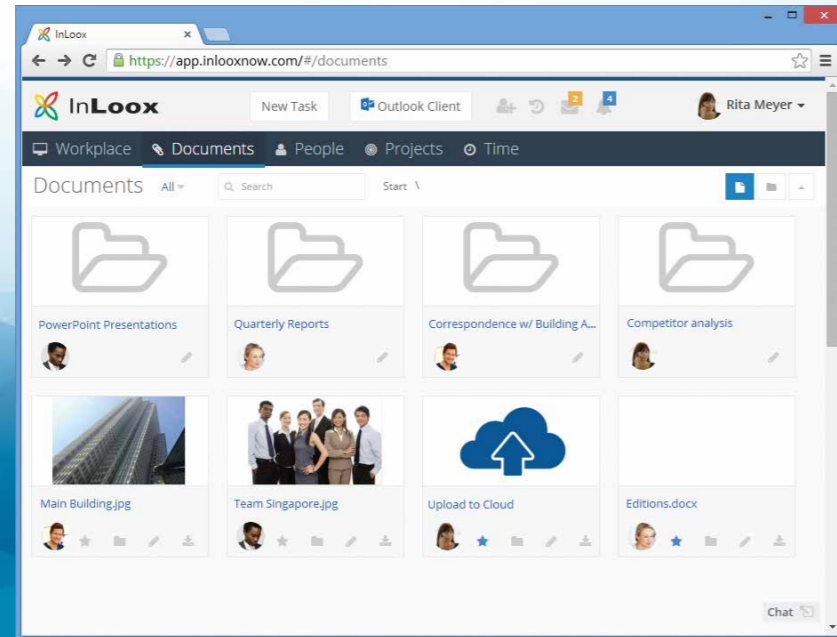 InLoox
https://app.inlooxnow.com/#/documents
InLoox
New Task
Outlook Client
2
4
Rita Meyer
Workplace Documents People Projects Time
Documents All Search Start \
PowerPoint Presentations
Quarterly Reports
Correspondence w/ Building A...
Competitor analysis
Main Building.jpg
Team Singapore.jpg
Upload to Cloud
Editions.docx
Chat